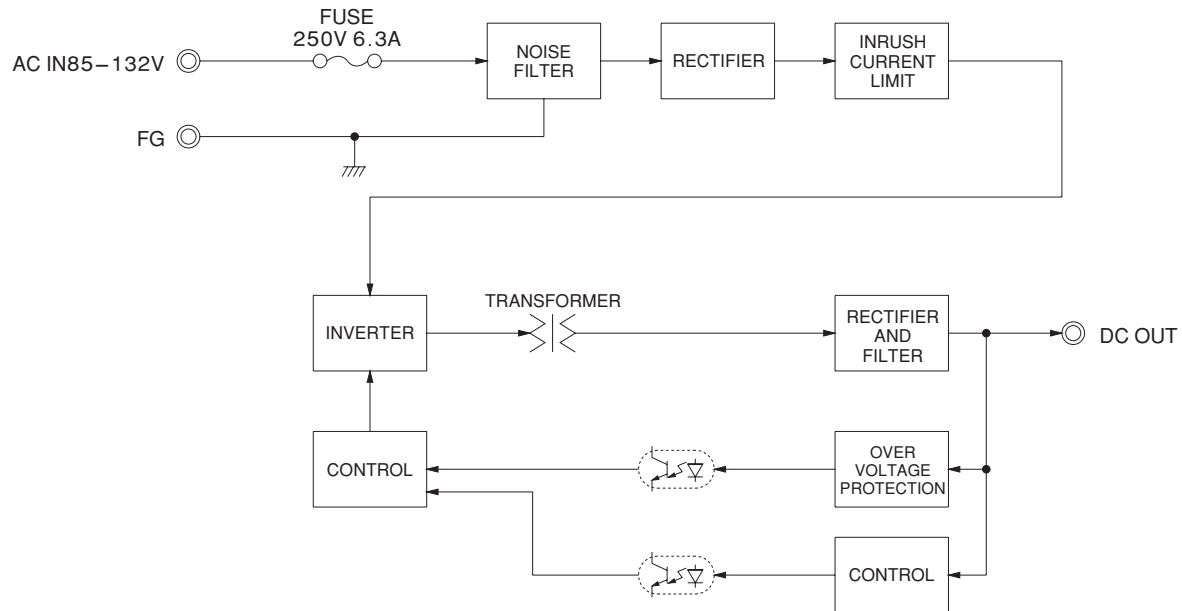 FUSE
250V 6.3A
AC IN85–132V
NOISE
FILTER
RECTIFIER
INRUSH
CURRENT
LIMIT
FG
INVERTER
TRANSFORMER
RECTIFIER
AND
FILTER
DC OUT
CONTROL
OVER
VOLTAGE
PROTECTION
CONTROL